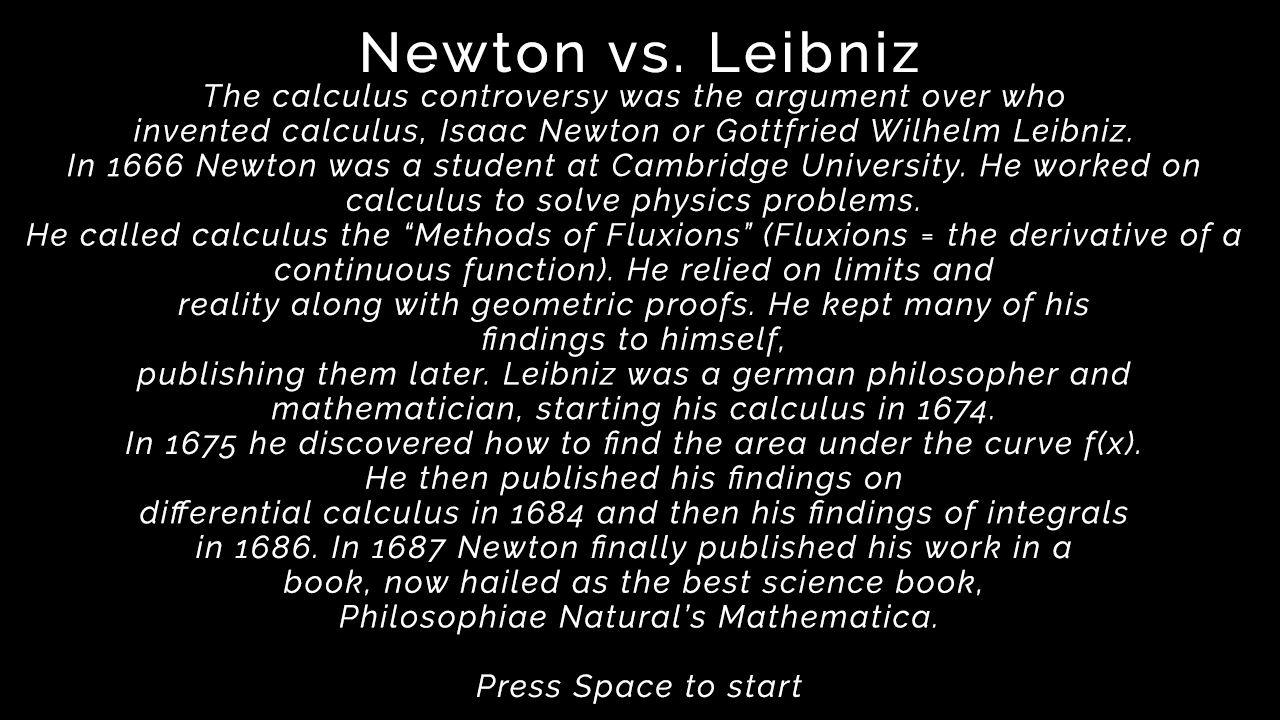 Newton vs. Leibniz
The calculus controversy was the argument over who
invented calculus, Isaac Newton or Gottfried Wilhelm Leibniz.
In 1666 Newton was a student at Cambridge University. He worked on
calculus to solve physics problems.
He called calculus the “Methods of Fluxions” (Fluxions = the derivative of a
continuous function). He relied on limits and
reality along with geometric proofs. He kept many of his
findings to himself,
publishing them later. Leibniz was a german philosopher and
mathematician, starting his calculus in 1674.
In 1675 he discovered how to find the area under the curve f(x).
He then published his findings on
differential calculus in 1684 and then his findings of integrals
in 1686. In 1687 Newton finally published his work in a
book, now hailed as the best science book,
Philosophiae Natural’s Mathematica.
Press Space to start